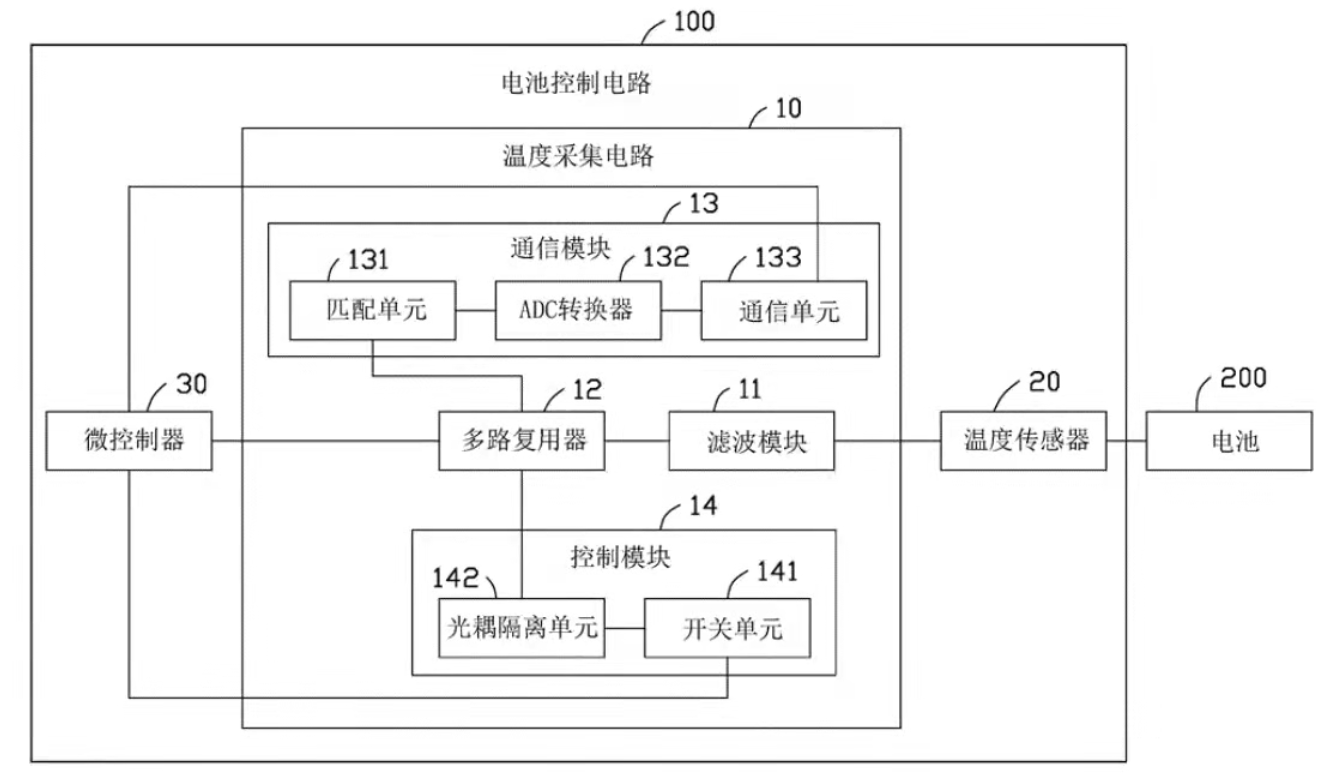 100
电池控制电路
10
温度采集电路
13
通信模块
131
132
133
匹配单元
ADC转换器
通信单元
30
12
11
20
200
微控制器
多路复用器
滤波模块
温度传感器
电池
14
控制模块
142
141
光耦隔离单元
开关单元